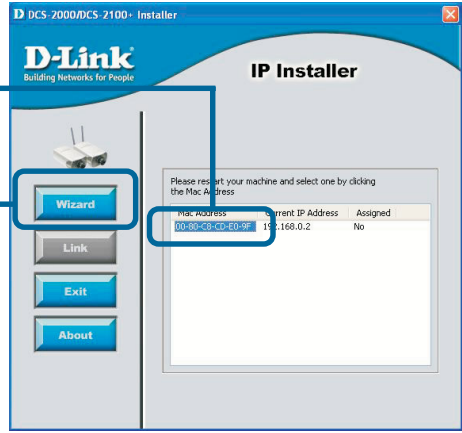 D DCS-2000/DCS-2100+ Installer
D-Link
Building Networks for People
IP Installer
Wizard
Link
Exit
About
Please restart your machine and select one by clicking
the Mac Address
Mac Address Current IP Address Assigned
00-80-C8-CD-E0-9F 192.168.0.2 No